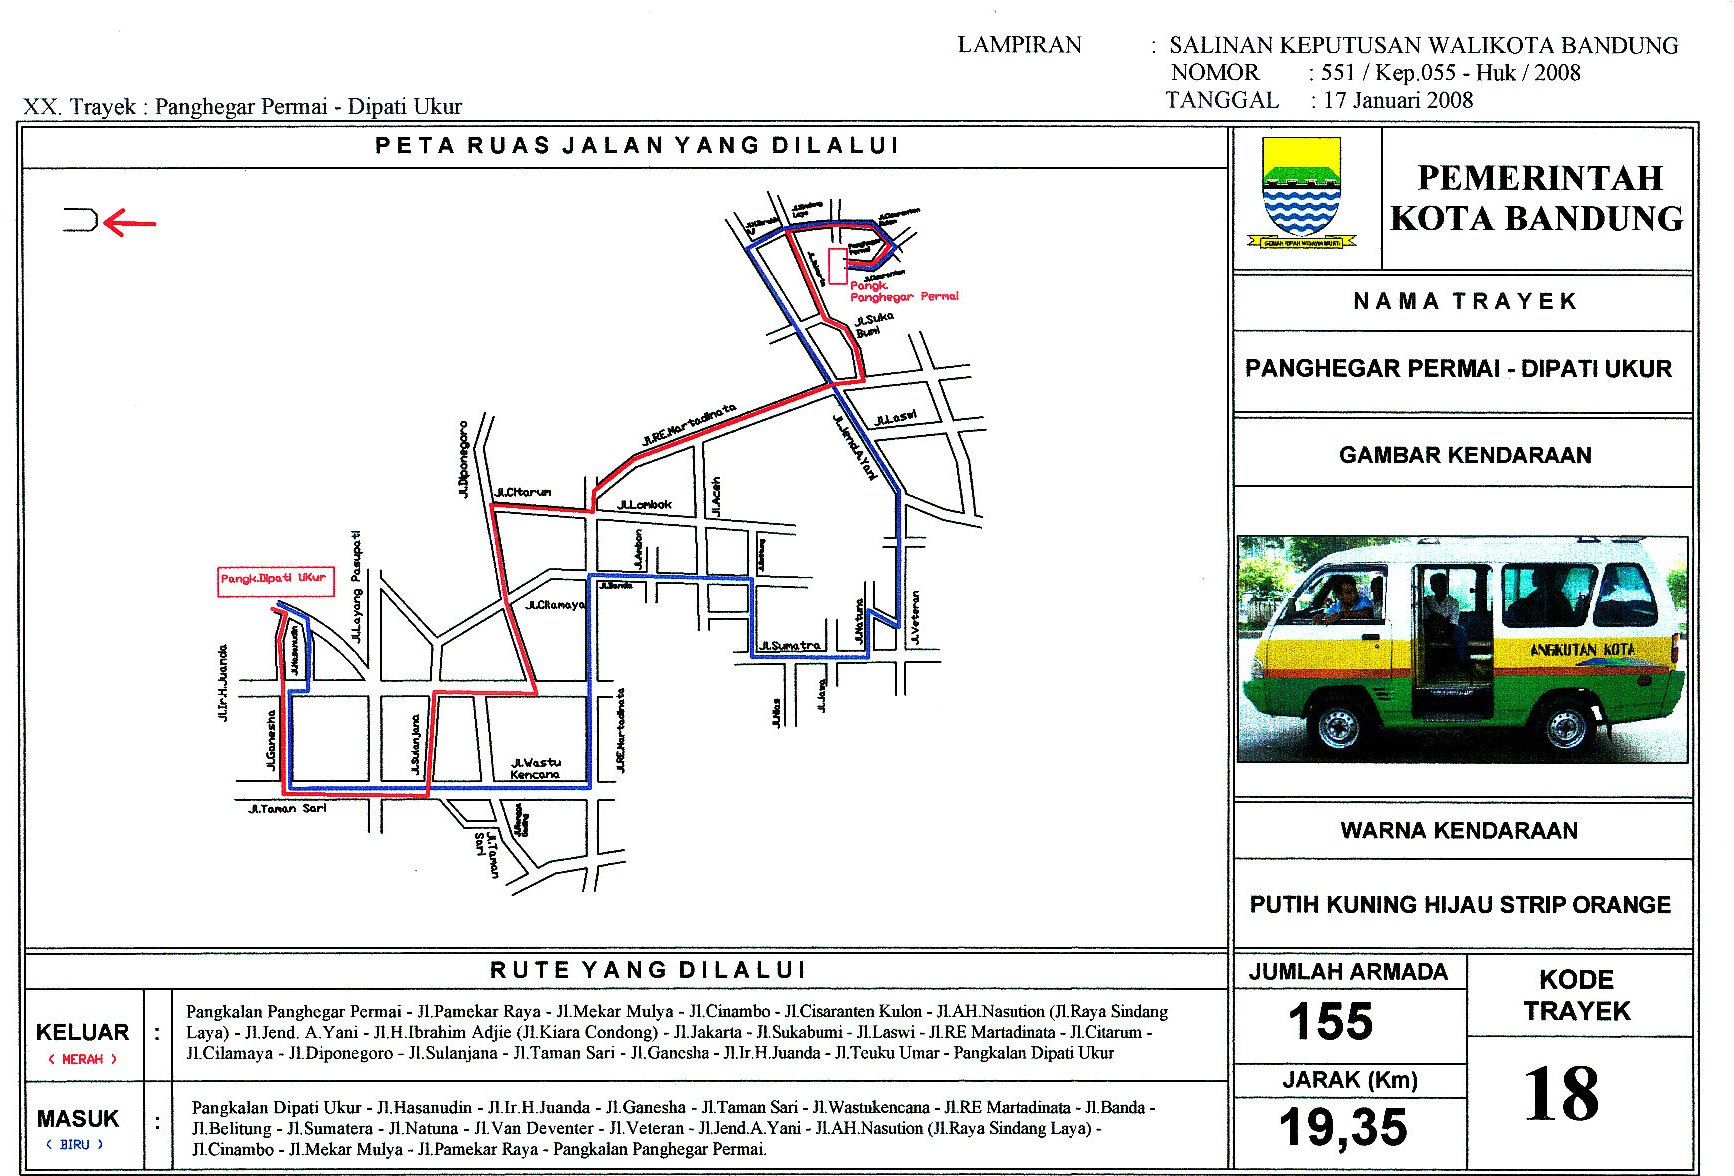 LAMPIRAN : SALINAN KEPUTUSAN WALIKOTA BANDUNG
NOMOR : 551 / Kep.055 - Huk / 2008
TANGGAL : 17 Januari 2008
XX. Trayek : Panghegar Permai - Dipati Ukur
PETA RUAS JALAN YANG DILALUI
PEMERINTAH
KOTA BANDUNG
NAMA TRAYEK
PANGHEGAR PERMAI - DIPATI UKUR
GAMBAR KENDARAAN
ANGKUTAN KOTA
WARNA KENDARAAN
PUTIH KUNING HIJAU STRIP ORANGE
JUMLAH ARMADA
155
JARAK (Km)
19,35
KODE
TRAYEK
18
Pangk.
Panghegar Permai
Jl.Suka
Bumi
Jl.Laswi
Jl.Jend.A.Yani
Jl.RE.Martadinata
Jl.Diponegoro
Jl.Citarum
Jl.Lombok
Jl.Aceh
Jl.Ambon
Jl.Banda
Jl.Cilamaya
Jl.Layang Pasupati
Pangk.Dipati UKur
Jl.Hasanudin
Jl.Ir.H.Juanda
Jl.Ganesha
Jl.Sulanjana
Jl.Wastu
Kencana
Jl.RE.Martadinata
Jl.Taman Sari
Jl.Taman
Sari
Jl.Sumatra
Jl.Natuna
Jl.Veteran
Jl.Nias
Jl.Jawa
RUTE YANG DILALUI
KELUAR :
( MERAH )
Pangkalan Panghegar Permai - Jl.Pamekar Raya - Jl.Mekar Mulya - Jl.Cinambo - Jl.Cisaranten Kulon - Jl.AH.Nasution (Jl.Raya Sindang
Laya) - Jl.Jend. A.Yani - Jl.H.Ibrahim Adjie (Jl.Kiara Condong) - Jl.Jakarta - Jl.Sukabumi - Jl.Laswi - Jl.RE Martadinata - Jl.Citarum -
Jl.Cilamaya - Jl.Diponegoro - Jl.Sulanjana - Jl.Taman Sari - Jl.Ganesha - Jl.Ir.H.Juanda - Jl.Teuku Umar - Pangkalan Dipati Ukur
MASUK :
( BIRU )
Pangkalan Dipati Ukur - Jl.Hasanudin - Jl.Ir.H.Juanda - Jl.Ganesha - Jl.Taman Sari - Jl.Wastukencana - Jl.RE Martadinata - Jl.Banda -
Jl.Belitung - Jl.Sumatera - Jl.Natuna - Jl.Van Deventer - Jl.Veteran - Jl.Jend.A.Yani - Jl.AH.Nasution (Jl.Raya Sindang Laya) -
Jl.Cinambo - Jl.Mekar Mulya - Jl.Pamekar Raya - Pangkalan Panghegar Permai.